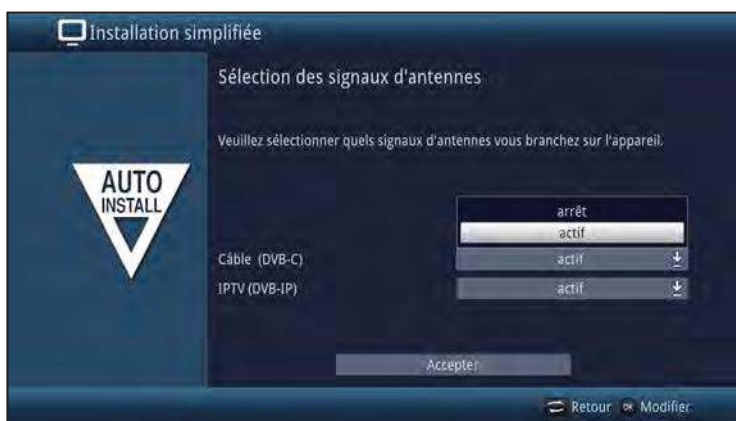 Installation simplifiée
Sélection des signaux d'antennes
Veuillez sélectionner quels signaux d'antennes vous branchez sur l'appareil.
AUTO
INSTALL
arrêt
actif
Câble (DVB-C) actif
IPTV (DVB-IP) actif
Accepter
Retour OK Modifier